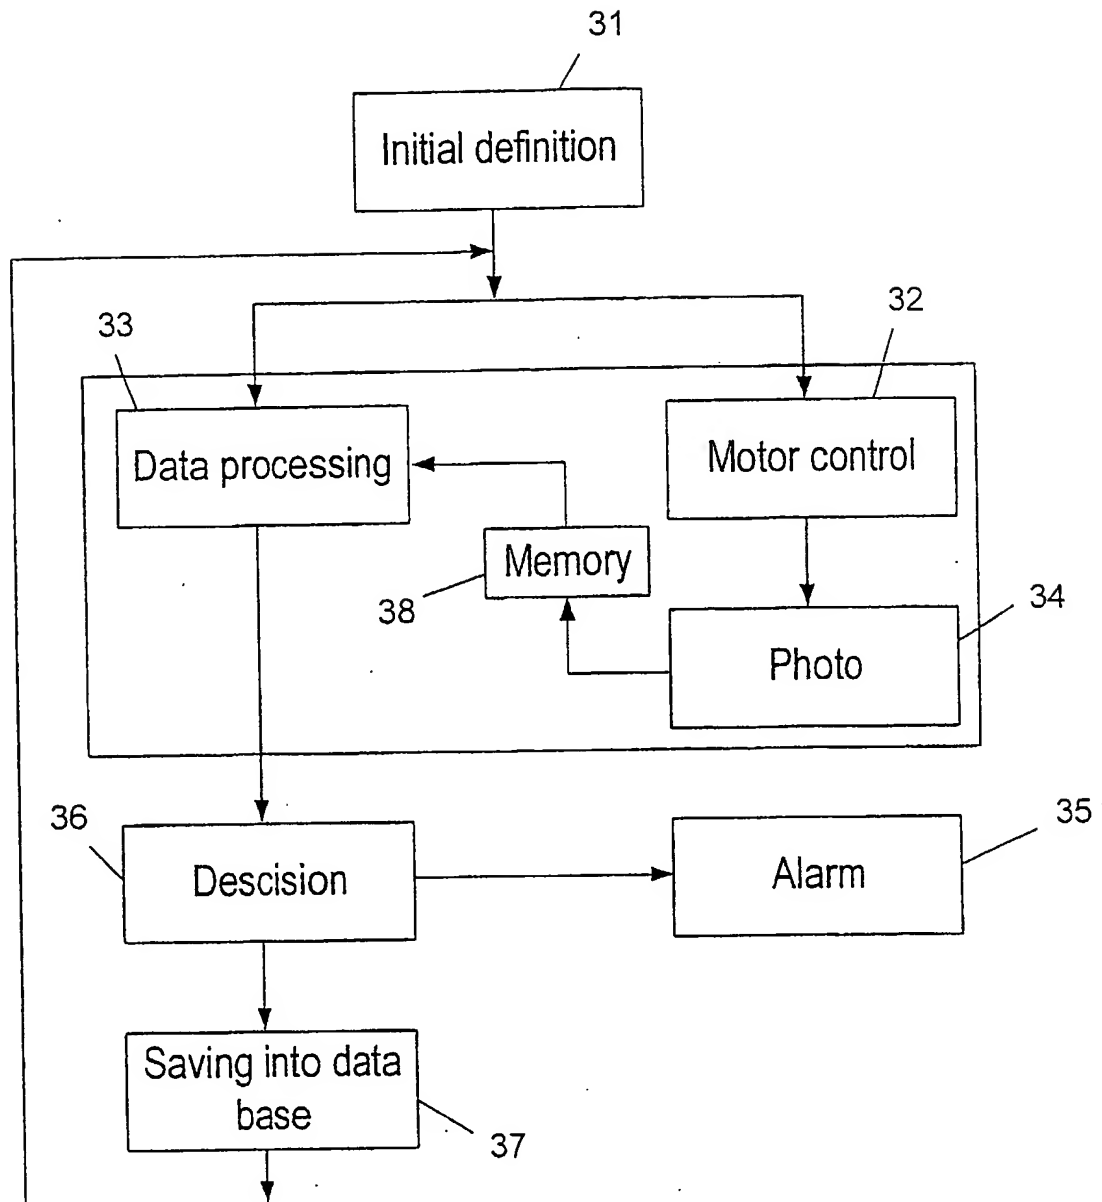 31
Initial definition
33
32
Data processing
Motor control
Memory
38
34
Photo
36
35
Descision
Alarm
Saving into data
base
37